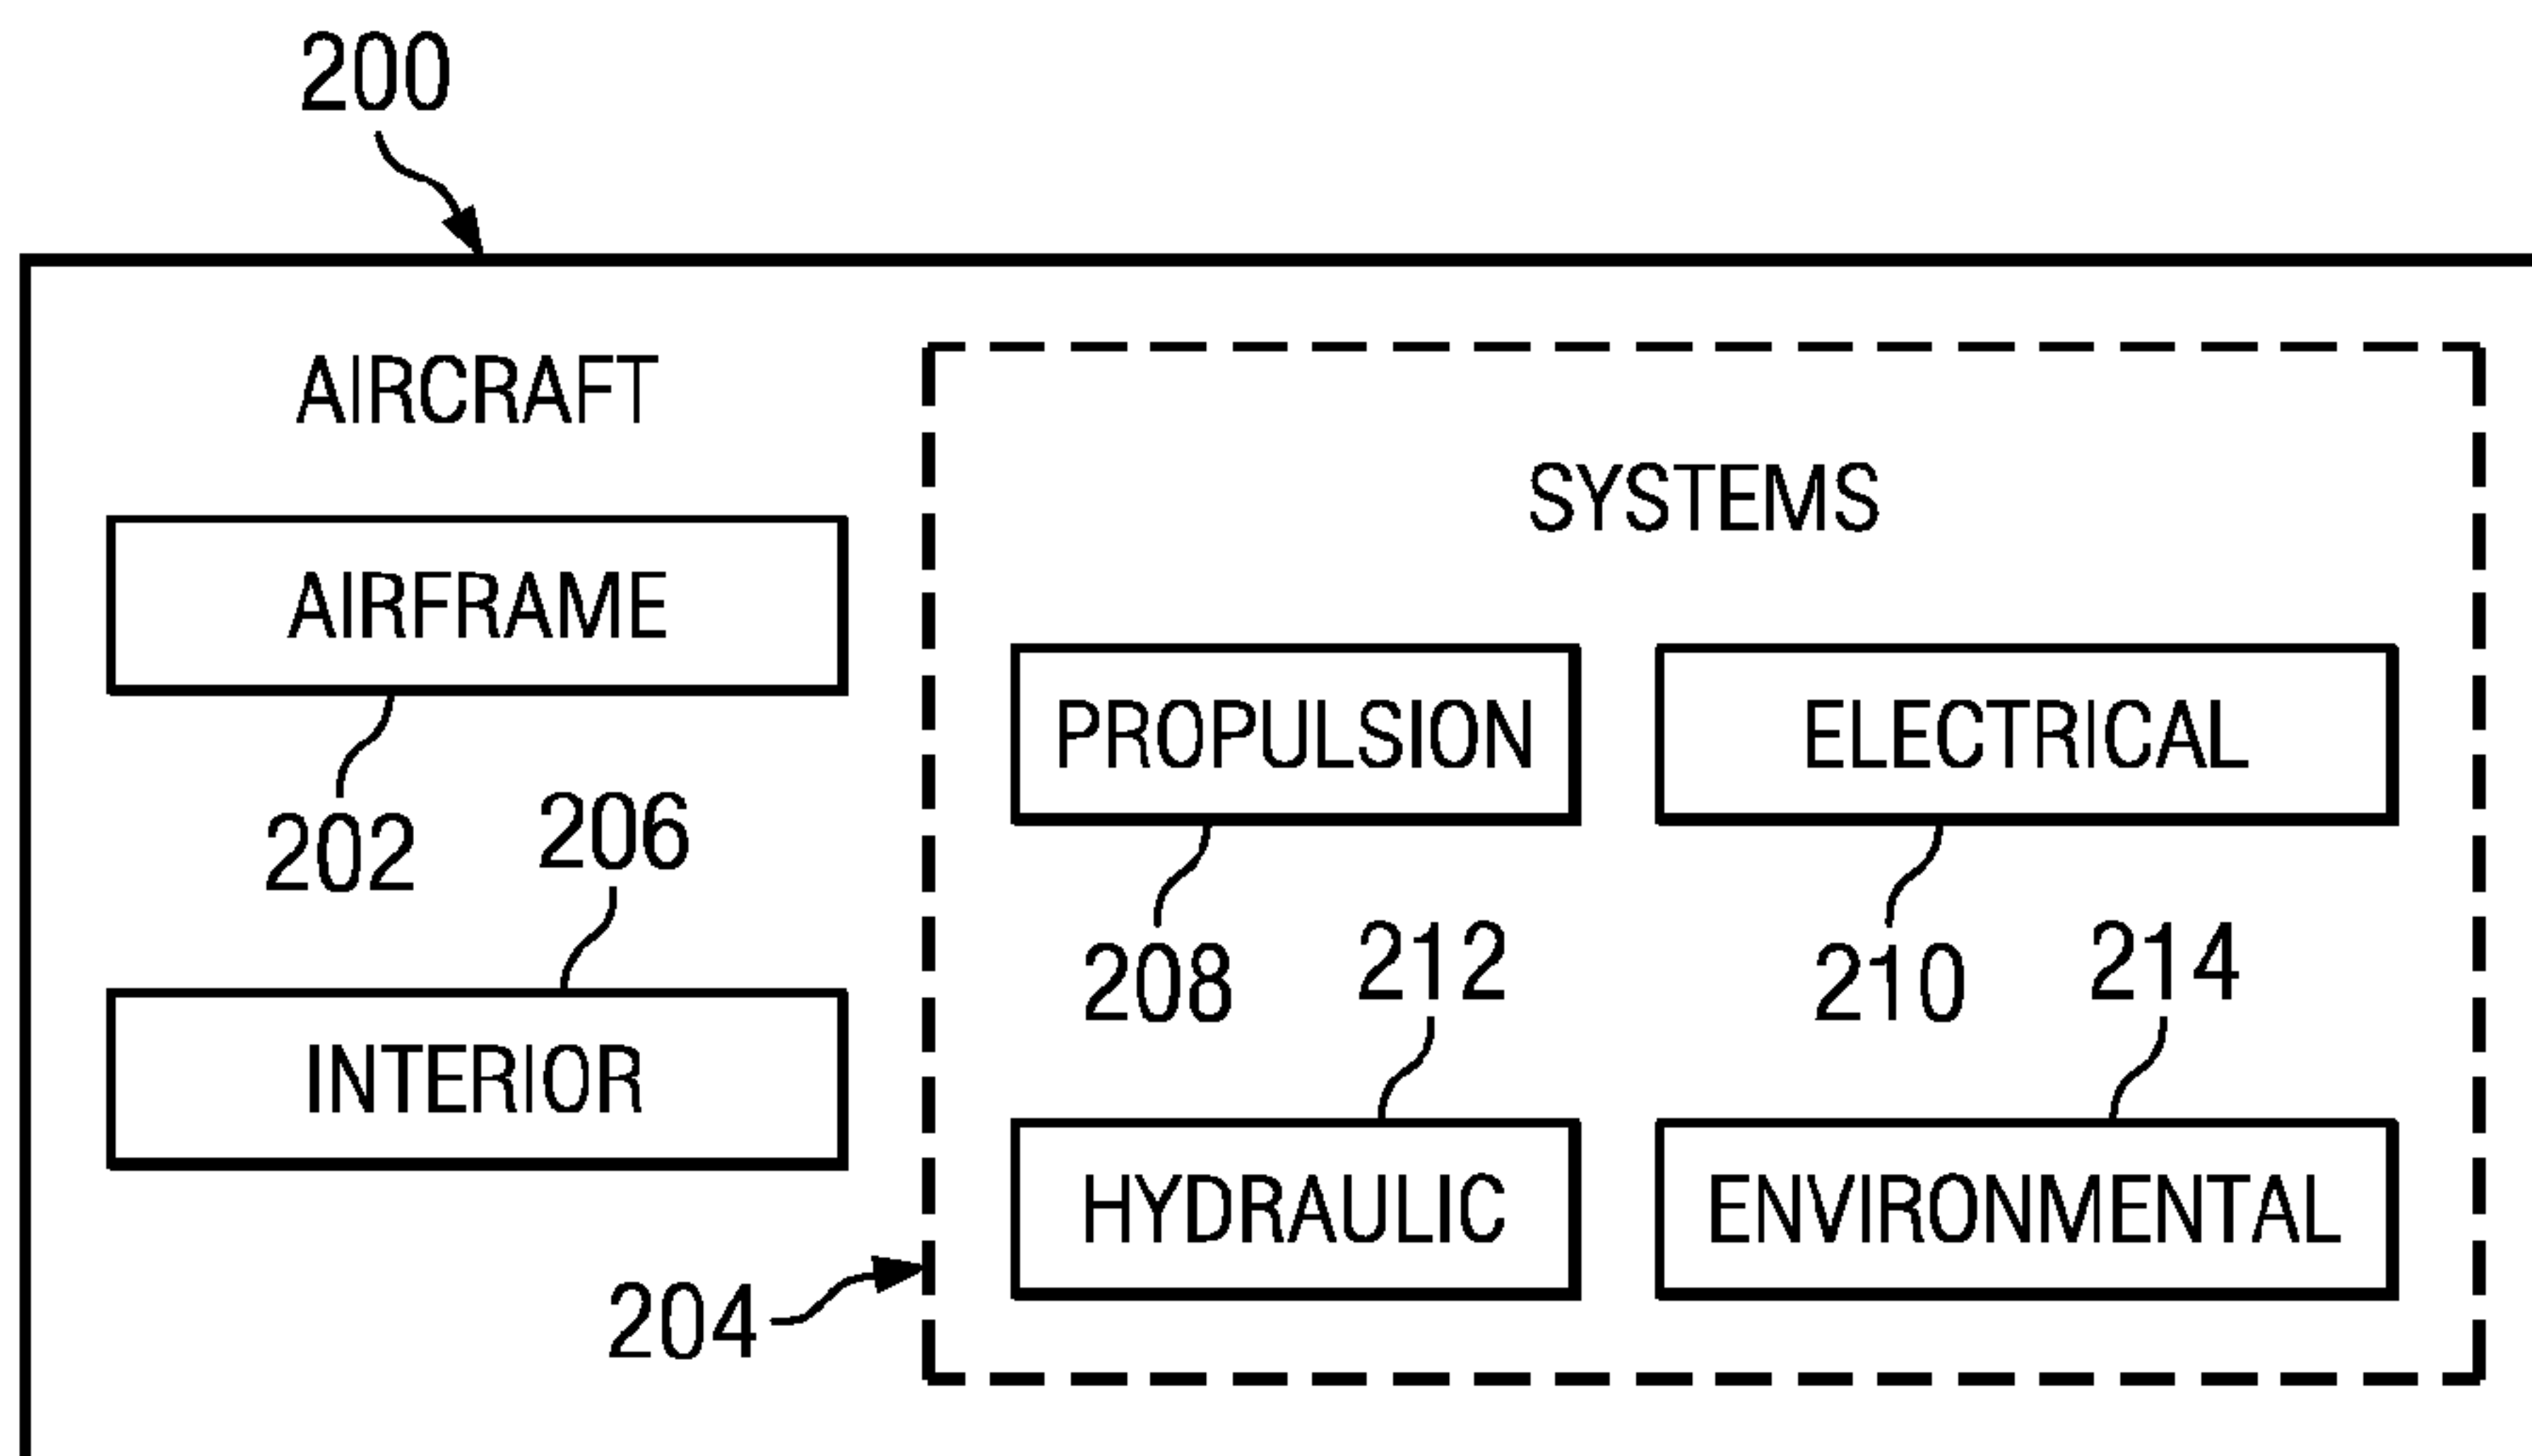 200
AIRCRAFT
AIRFRAME
202
206
INTERIOR
204
SYSTEMS
PROPULSION
ELECTRICAL
208
212
210
214
HYDRAULIC
ENVIRONMENTAL